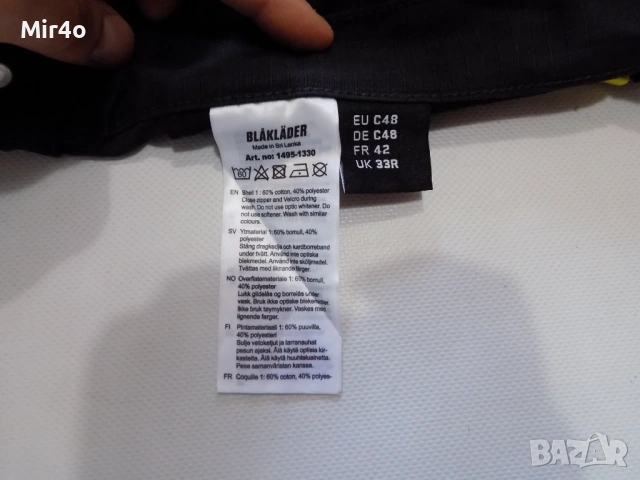 Mir4o
BLÅKLÄDER
Made in Sri Lanka
Art. no: 1495-1330
60
EN Shell 1: 60% cotton, 40% polyester
Close zipper and Velcro during
wash. Do not use optic whitener. Do
not use softener. Wash with similar
colours.
SV Ytmaterial 1: 60% bomull, 40%
polyester
Stäng dragkedja och kardborreband
under tvätt. Använd inte optiskt
blekmedel. Använd inte sköljmedel.
Tvättas med liknande färger.
NO Overflatemateriale 1: 60% bomull,
40% polyester
Lukk glidelås og borrelås under
vask. Bruk ikke optiske blekemidler.
Ikke bruk tøymykner. Vaskes med
lignende farger.
FI Pintamateriaali 1: 60% puuvilla,
40% polyesteri
Sulje vetoketjut ja tarranauhat
pesun ajaksi. Älä käytä optista kir-
kastetta. Älä käytä huuhteluainetta.
Pese samanväristen kanssa.
FR Coquille 1: 60% coton, 40% polyes-
EU C48
DE C48
FR 42
UK 33R
BAZAR